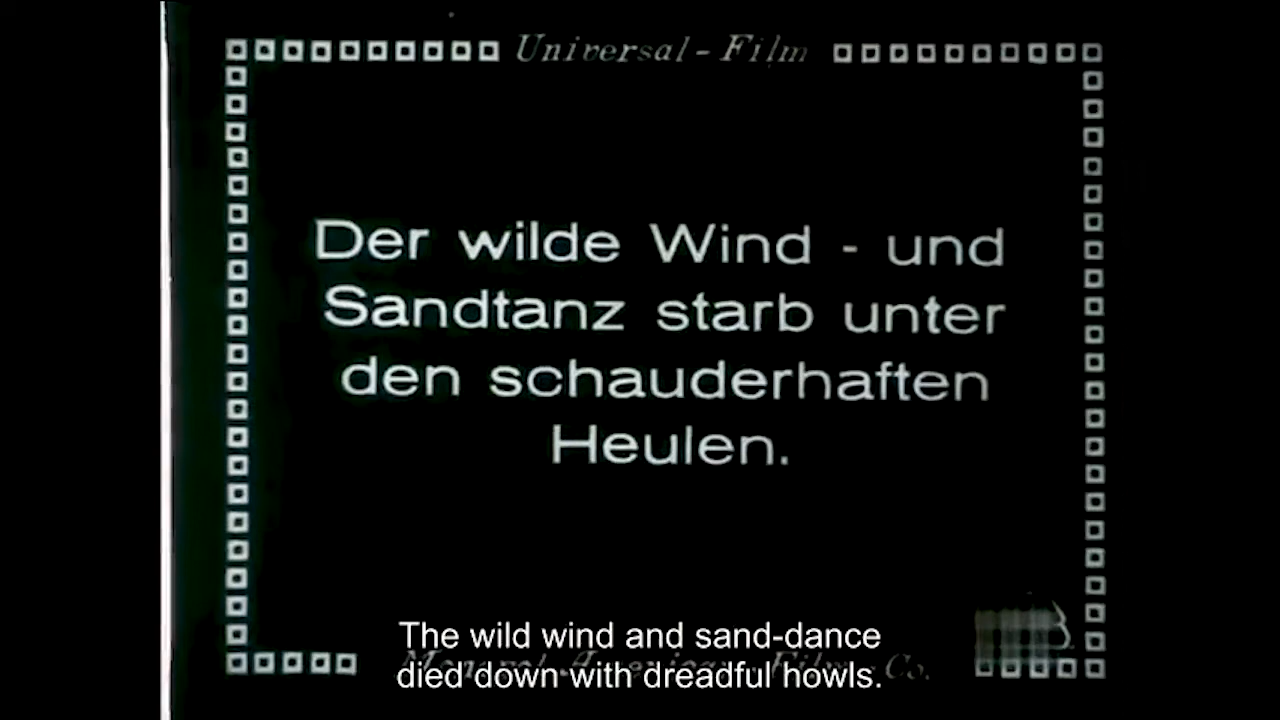 Universal-Film
Der wilde Wind - und
Sandtanz starb unter
den schauderhaften
Heulen.
The wild wind and sand-dance
died down with dreadful howls.